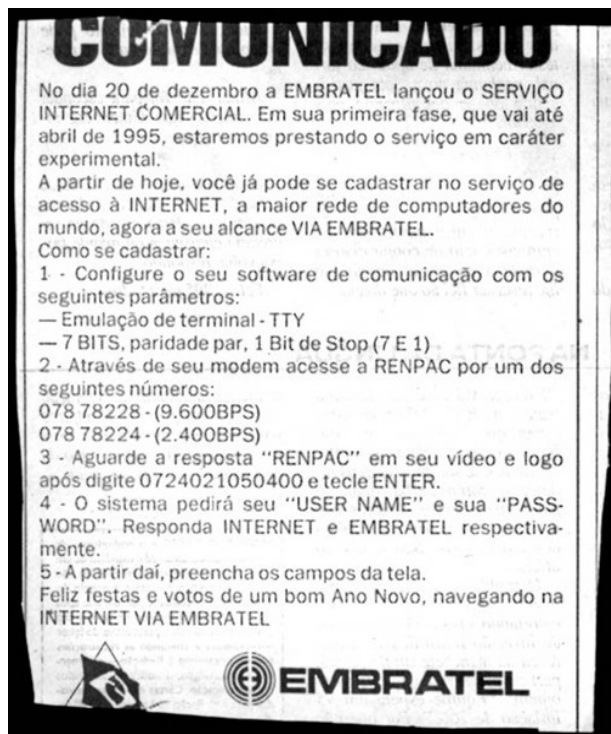 COMUNICADO
No dia 20 de dezembro a EMBRATEL lançou o SERVIÇO
INTERNET COMERCIAL. Em sua primeira fase, que vai até
abril de 1995, estaremos prestando o serviço em caráter
experimental.
A partir de hoje, você já pode se cadastrar no serviço de
acesso à INTERNET, a maior rede de computadores do
mundo, agora a seu alcance VIA EMBRATEL.
Como se cadastrar:
1 - Configure o seu software de comunicação com os
seguintes parâmetros:
— Emulação de terminal - TTY
— 7 BITS, paridade par, 1 Bit de Stop (7 E 1)
2 - Através de seu modem acesse a RENPAC por um dos
seguintes números:
078 78228 - (9.600BPS)
078 78224 - (2.400BPS)
3 - Aguarde a resposta "RENPAC" em seu vídeo e logo
após digite 0724021050400 e tecle ENTER.
4 - O sistema pedirá seu "USER NAME" e sua "PASS-
WORD". Responda INTERNET e EMBRATEL respectiva-
mente.
5 - A partir daí, preencha os campos da tela.
Feliz festas e votos de um bom Ano Novo, navegando na
INTERNET VIA EMBRATEL
EMBRATEL